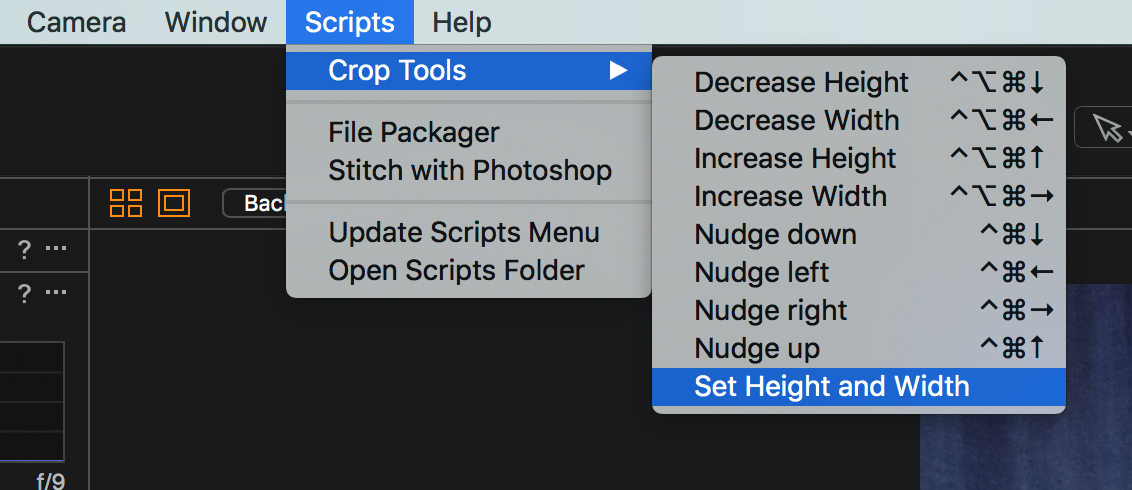 Camera Window Scripts Help
Crop Tools ▶
File Packager
Stitch with Photoshop
Update Scripts Menu
Open Scripts Folder
Decrease Height ^⌥⌘↓
Decrease Width ^⌥⌘←
Increase Height ^⌥⌘↑
Increase Width ^⌥⌘→
Nudge down ^⌘↓
Nudge left ^⌘←
Nudge right ^⌘→
Nudge up ^⌘↑
Set Height and Width
Bac
? ···
? ···
f/9